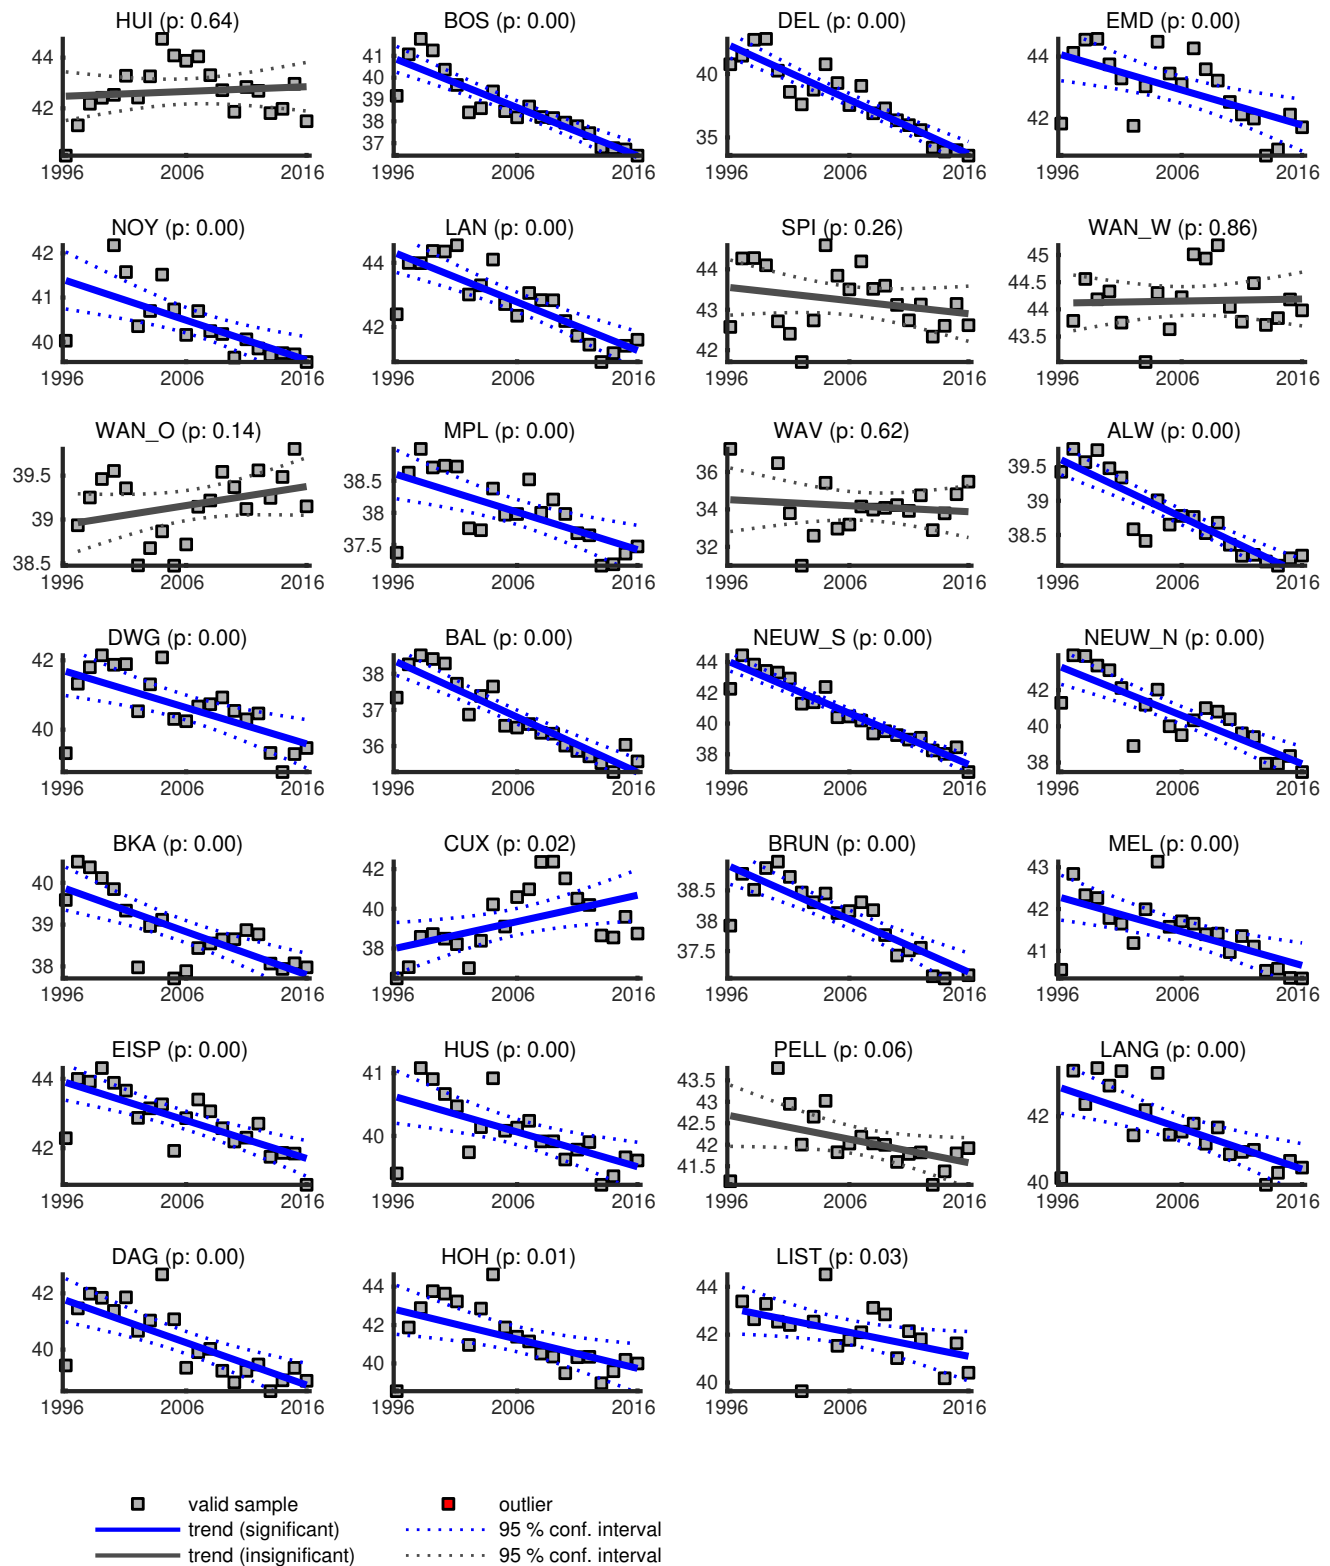 HUI (p: 0.64) BOS (p: 0.00) DEL (p: 0.00) EMD (p: 0.00)
44 42
41 40 39 38 37
40 35
44 42
1996 2006 2016 1996 2006 2016 1996 2006 2016 1996 2006 2016
NOY (p: 0.00) LAN (p: 0.00) SPI (p: 0.26) WAN_W (p: 0.86)
42 41 40
44 42
44 43 42
45 44.5 44 43.5
1996 2006 2016 1996 2006 2016 1996 2006 2016 1996 2006 2016
WAN_O (p: 0.14) MPL (p: 0.00) WAV (p: 0.62) ALW (p: 0.00)
39.5 39 38.5
38.5 38 37.5
36 34 32
39.5 39 38.5
1996 2006 2016 1996 2006 2016 1996 2006 2016 1996 2006 2016
DWG (p: 0.00) BAL (p: 0.00) NEUW_S (p: 0.00) NEUW_N (p: 0.00)
42 40
38 37 36
44 42 40 38
42 40 38
1996 2006 2016 1996 2006 2016 1996 2006 2016 1996 2006 2016
BKA (p: 0.00) CUX (p: 0.02) BRUN (p: 0.00) MEL (p: 0.00)
40 39 38
42 40 38
38.5 38 37.5
43 42 41
1996 2006 2016 1996 2006 2016 1996 2006 2016 1996 2006 2016
EISP (p: 0.00) HUS (p: 0.00) PELL (p: 0.06) LANG (p: 0.00)
44 42
41 40
43.5 43 42.5 42 41.5
42 40
1996 2006 2016 1996 2006 2016 1996 2006 2016 1996 2006 2016
DAG (p: 0.00) HOH (p: 0.01) LIST (p: 0.03)
42 40
44 42 40
44 42 40
1996 2006 2016 1996 2006 2016 1996 2006 2016
valid sample outlier
trend (significant) 95 % conf. interval
trend (insignificant) 95 % conf. interval